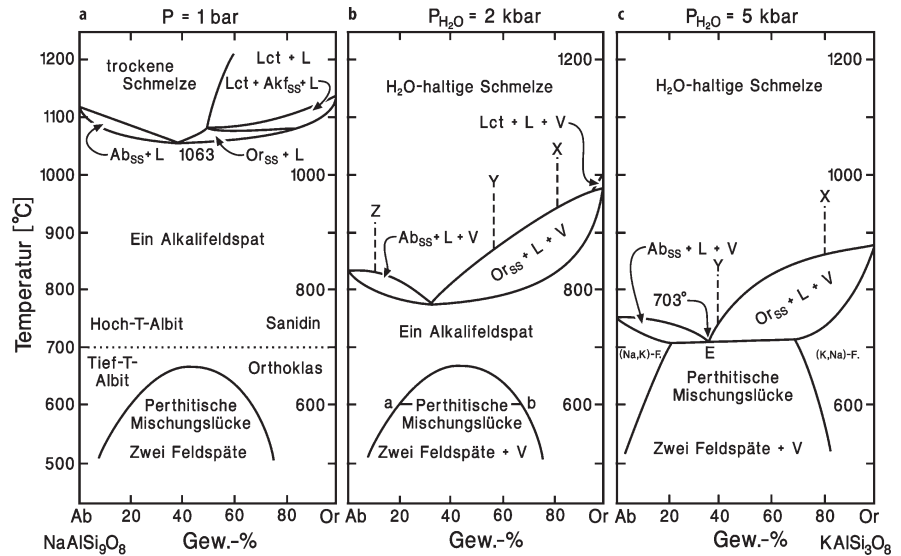 a P = 1 bar
b P_H₂O = 2 kbar
c P_H₂O = 5 kbar
Temperatur [°C]
1200
1100
1000
900
800
700
600
500
trockene
Schmelze
Lct + L
Lct + Akf_SS + L
Ab_SS + L
1063
Or_SS + L
Ein Alkalifeldspat
Hoch-T-Albit
Sanidin
Tief-T-
Albit
Orthoklas
Perthitische
Mischungslücke
Zwei Feldspäte
Ab
20
40
60
80
Or
NaAlSi₉O₈
Gew.-%
1200
H₂O-haltige Schmelze
Lct + L + V
1000
X
Y
Z
Ab_SS + L + V
Or_SS + L + V
800
Ein Alkalifeldspat
a
Perthitische
b
Mischungslücke
600
Zwei Feldspäte + V
Ab
20
40
60
80
Or
Gew.-%
1200
H₂O-haltige Schmelze
1000
X
Ab_SS + L + V
Y
Or_SS + L + V
800
703°
(Na,K)-F.
E
(K,Na)-F.
Perthitische
Mischungslücke
600
Zwei Feldspäte + V
Ab
20
40
60
80
Or
Gew.-%
KAlSi₃O₈